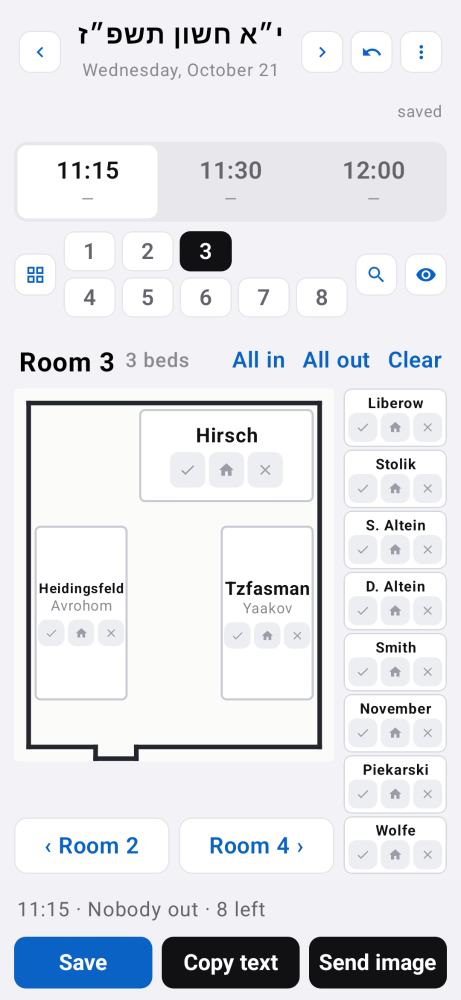 י״א חשון תשפ״ז
Wednesday, October 21
saved
11:15
–
11:30
–
12:00
–
1 2 3
4 5 6 7 8
Room 3 3 beds All in All out Clear
Hirsch
Heidingsfeld
Avrohom
Tzfasman
Yaakov
Liberow
Stolik
S. Altein
D. Altein
Smith
November
Piekarski
Wolfe
‹ Room 2
Room 4 ›
11:15 · Nobody out · 8 left
Save
Copy text
Send image